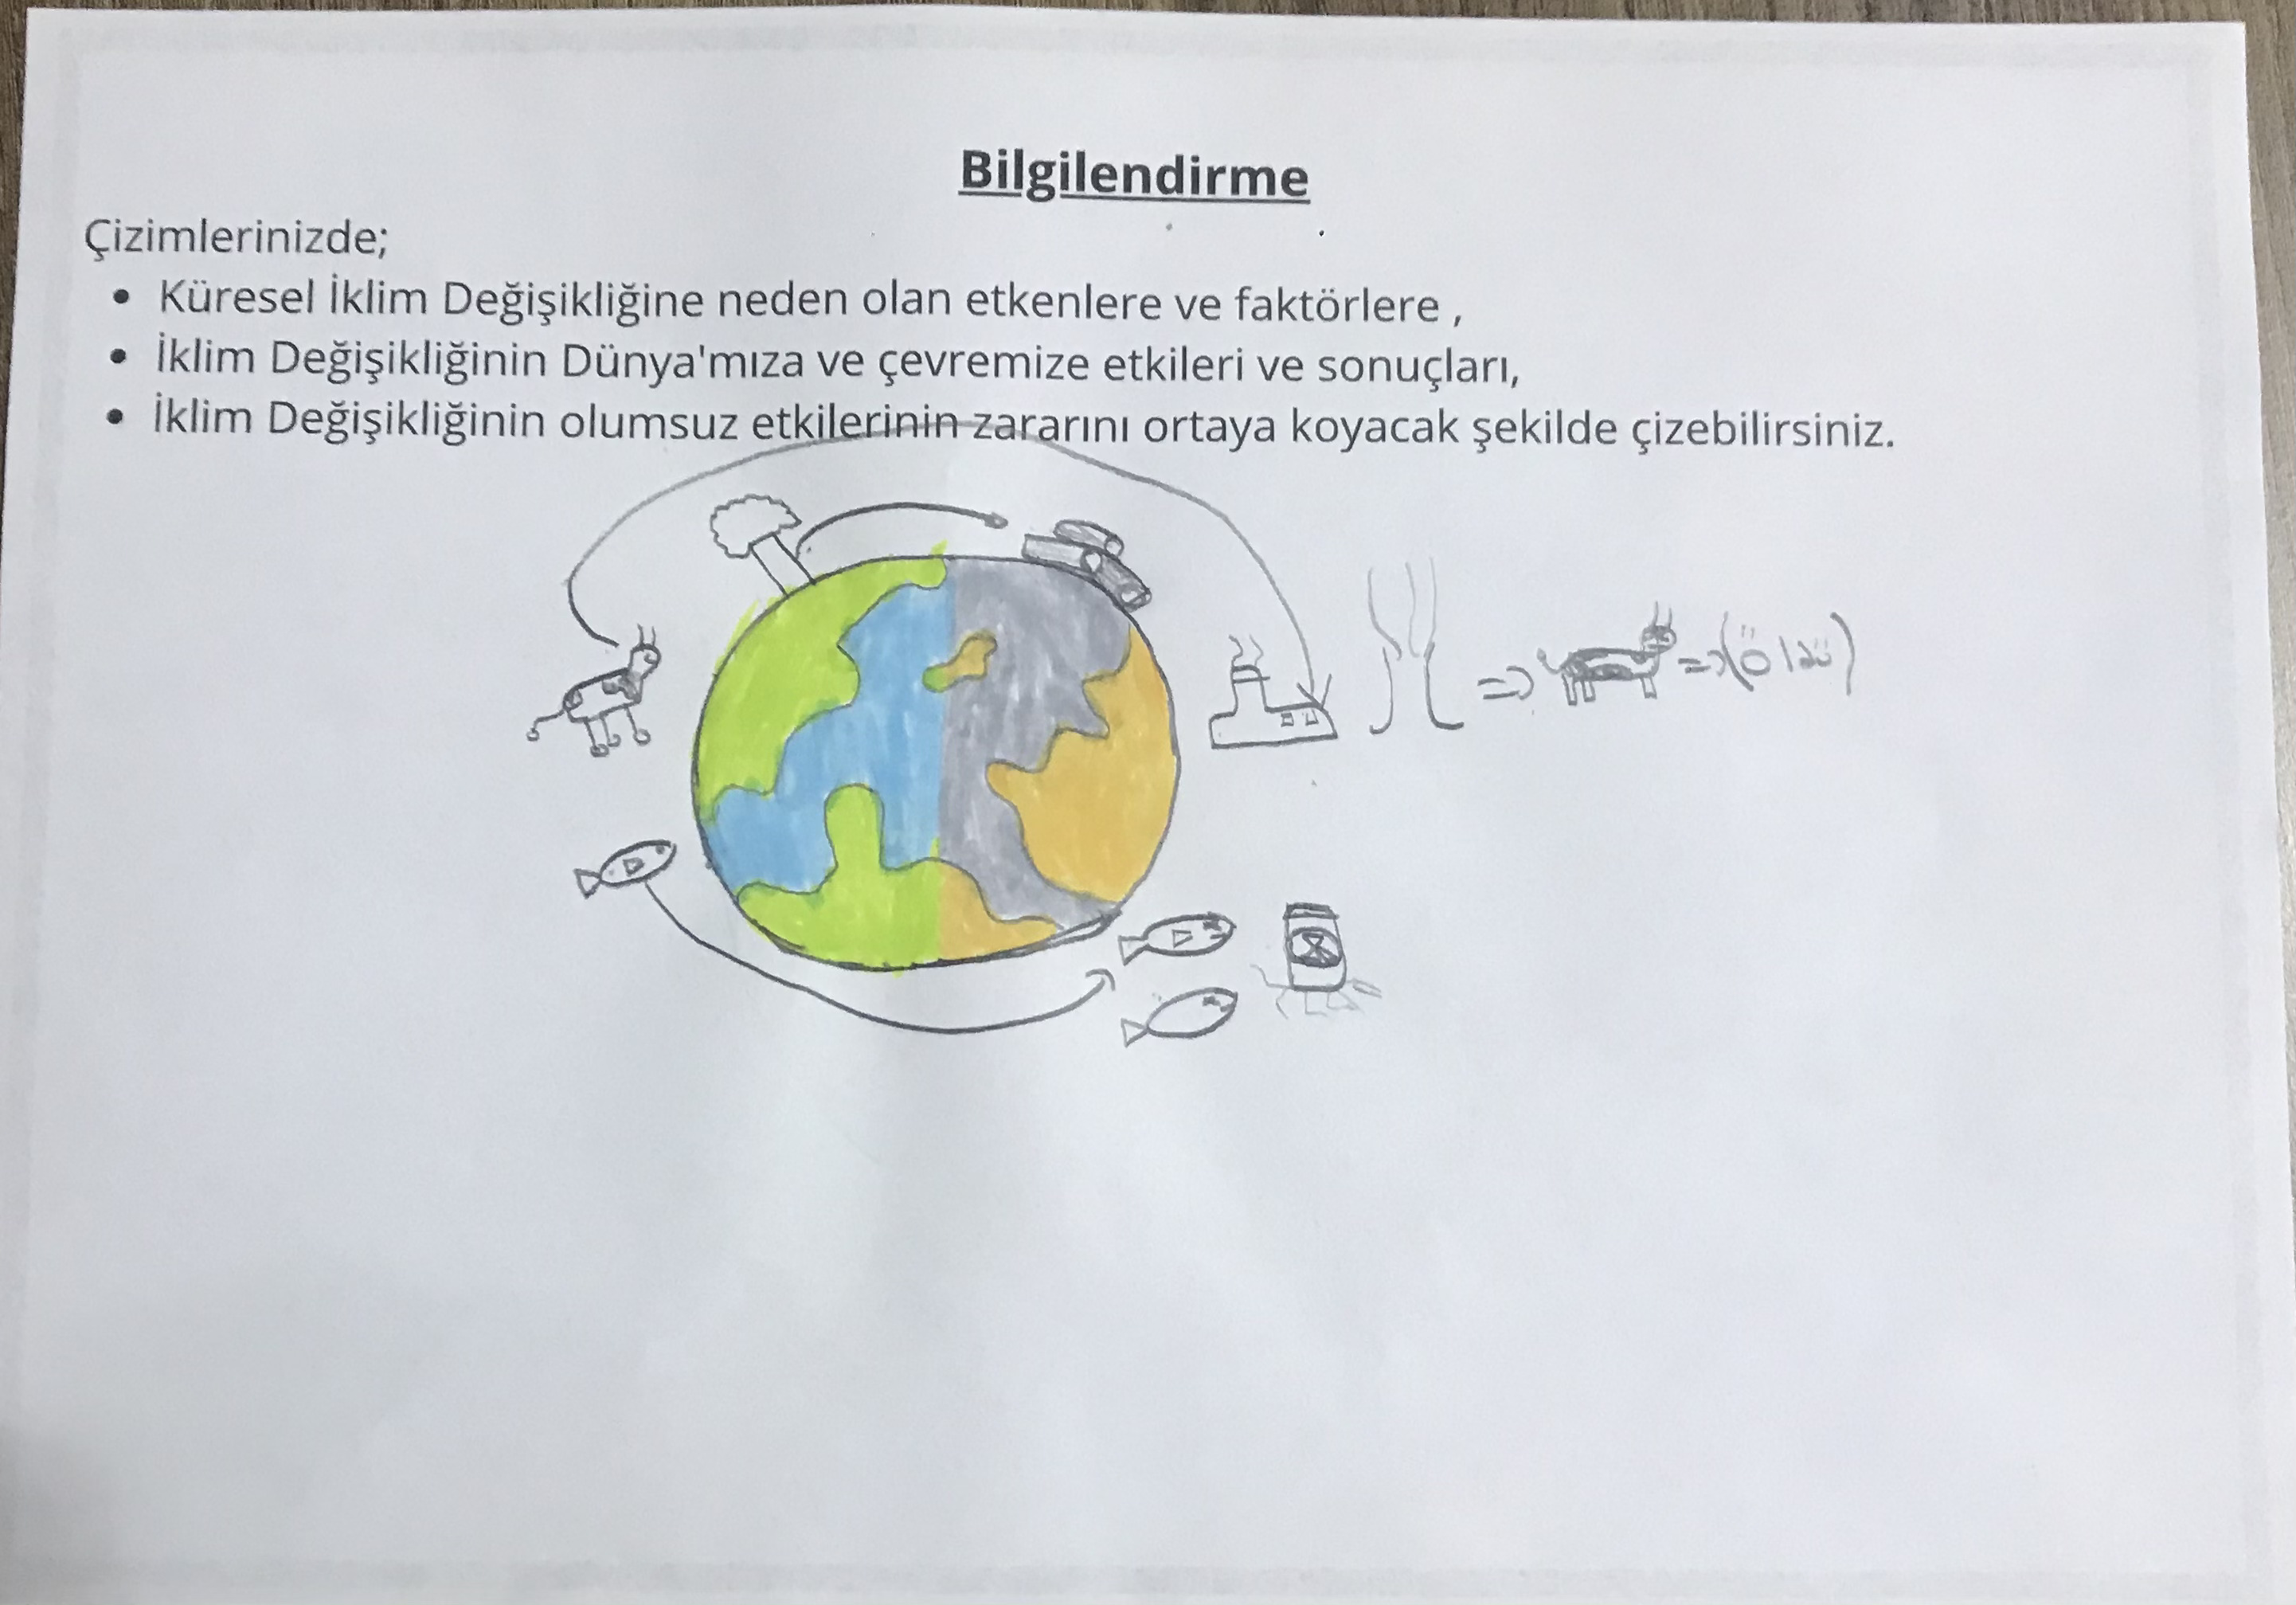 Bilgilendirme
Çizimlerinizde;
• Küresel İklim Değişikliğine neden olan etkenlere ve faktörlere ,
• İklim Değişikliğinin Dünya'mıza ve çevremize etkileri ve sonuçları,
• İklim Değişikliğinin olumsuz etkilerinin zararını ortaya koyacak şekilde çizebilirsiniz.
=> => (öldü)